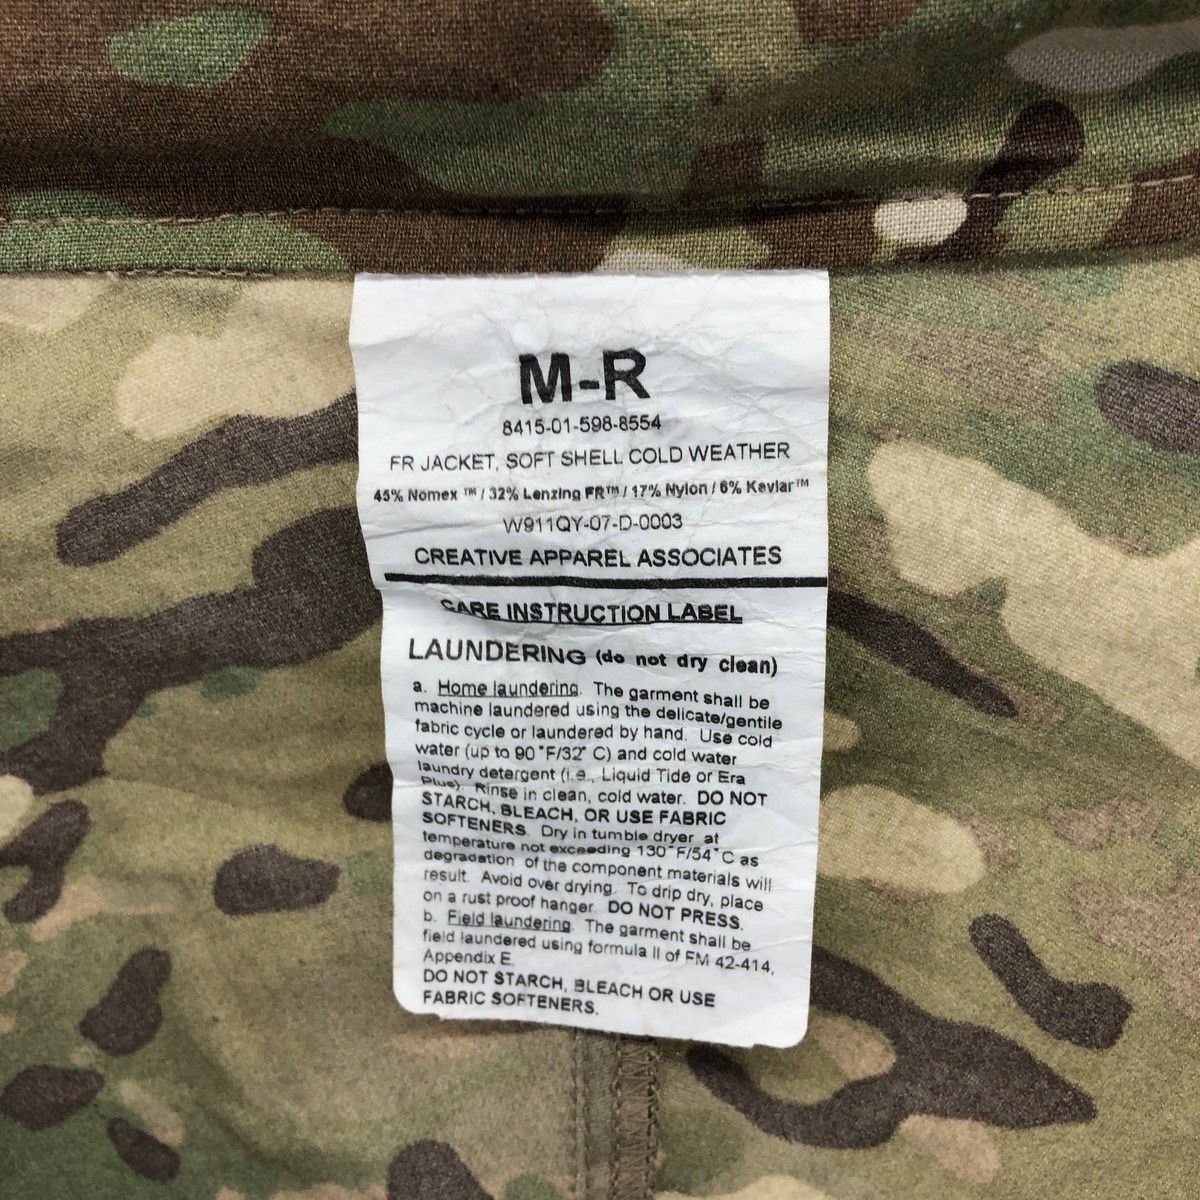 M-R
8415-01-598-8554
FR JACKET, SOFT SHELL COLD WEATHER
45% Nomex ™ / 32% Lenzing FR™ / 17% Nylon / 6% Kevlar™
W911QY-07-D-0003
CREATIVE APPAREL ASSOCIATES
CARE INSTRUCTION LABEL
LAUNDERING (do not dry clean)
a. Home laundering. The garment shall be
machine laundered using the delicate/gentile
fabric cycle or laundered by hand. Use cold
water (up to 90˚F/32˚ C) and cold water
laundry detergent (i.e., Liquid Tide or Era
Plus). Rinse in clean, cold water. DO NOT
STARCH, BLEACH, OR USE FABRIC
SOFTENERS. Dry in tumble dryer at
temperature not exceeding 130˚F/54˚C as
degradation of the component materials will
result. Avoid over drying. To drip dry, place
on a rust proof hanger. DO NOT PRESS.
b. Field laundering. The garment shall be
field laundered using formula II of FM 42-414,
Appendix E.
DO NOT STARCH, BLEACH OR USE
FABRIC SOFTENERS.